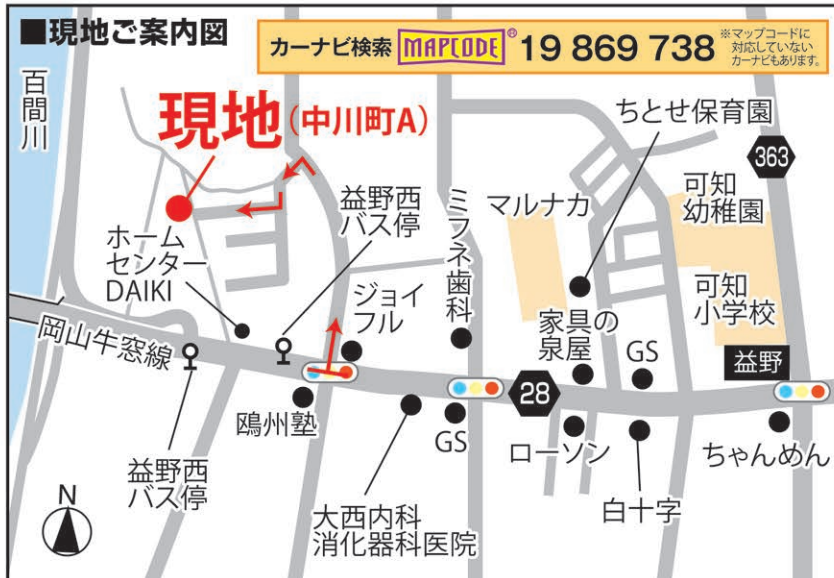 ■現地ご案内図
カーナビ検索 MAPCODE® 19 869 738
※マップコードに
対応していない
カーナビもあります。
百間川
現地(中川町A)
ちとせ保育園
363
可知
幼稚園
益野西
バス停
ミフネ歯科
マルナカ
ホーム
センター
DAIKI
ジョイ
フル
可知
小学校
家具の
泉屋
GS
益野
岡山牛窓線
28
鴎州塾
GS
ローソン
ちゃんめん
益野西
バス停
大西内科
消化器科医院
白十字
N